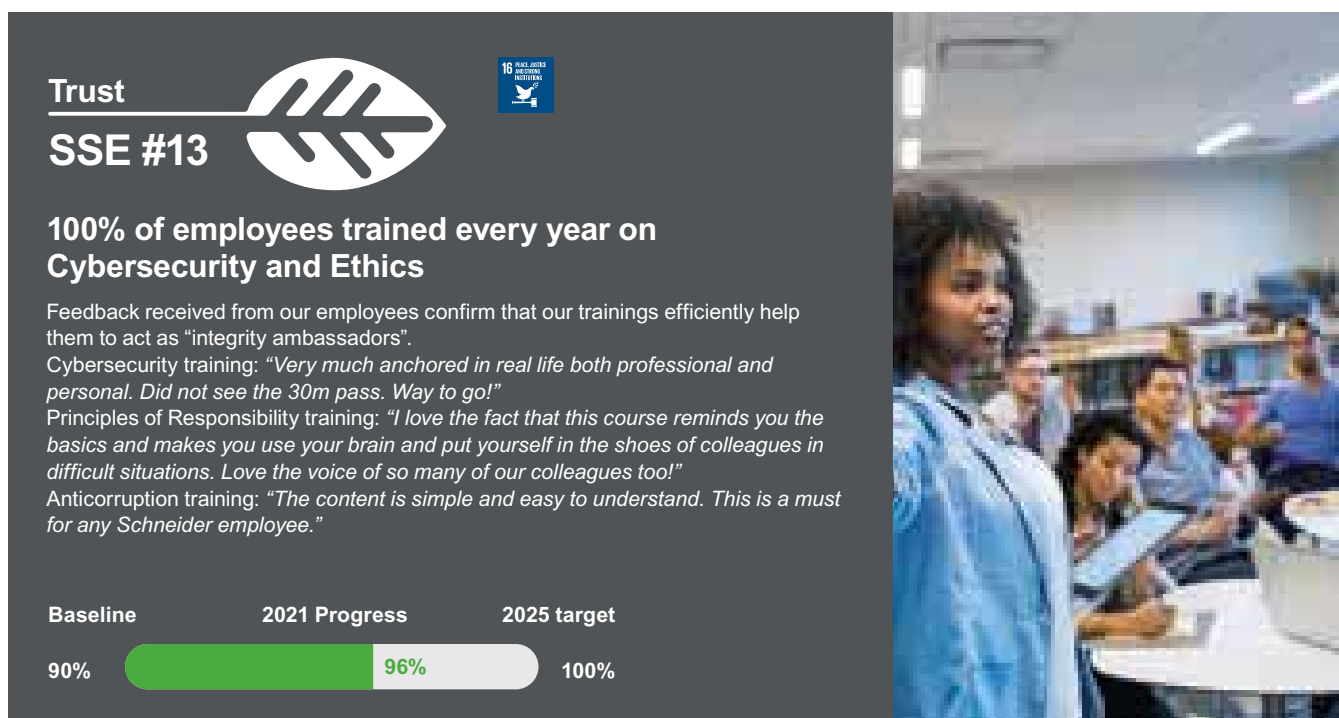 Trust
SSE #13
16 PEACE, JUSTICE
AND STRONG
INSTITUTIONS
100% of employees trained every year on
Cybersecurity and Ethics
Feedback received from our employees confirm that our trainings efficiently help
them to act as “integrity ambassadors”.
Cybersecurity training: “Very much anchored in real life both professional and
personal. Did not see the 30m pass. Way to go!”
Principles of Responsibility training: “I love the fact that this course reminds you the
basics and makes you use your brain and put yourself in the shoes of colleagues in
difficult situations. Love the voice of so many of our colleagues too!”
Anticorruption training: “The content is simple and easy to understand. This is a must
for any Schneider employee.”
Baseline 2021 Progress 2025 target
90% 96% 100%